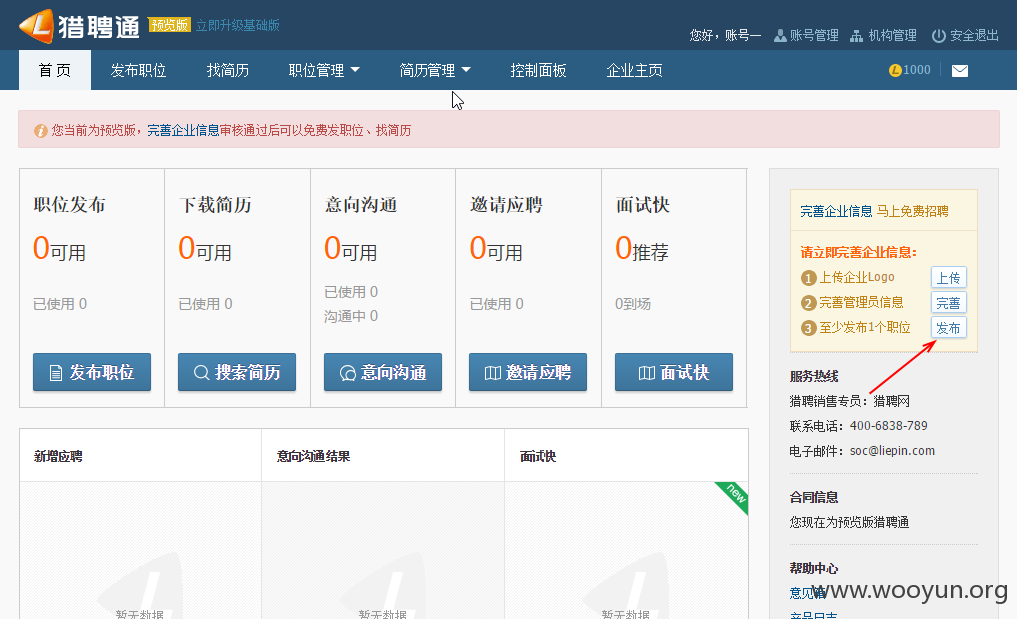 猎聘通 预览版 立即升级基础版
您好，账号一 账号管理 机构管理 安全退出
首 页 发布职位 找简历 职位管理 简历管理 控制面板 企业主页 1000
您当前为预览版，完善企业信息审核通过后可以免费发职位、找简历
职位发布 下载简历 意向沟通 邀请应聘 面试快
0可用 0可用 0可用 0可用 0推荐
已使用 0 已使用 0 已使用 0 已使用 0 0到场
沟通中 0
发布职位 搜索简历 意向沟通 邀请应聘 面试快
新增应聘 意向沟通结果 面试快
new
暂无数据 暂无数据 暂无数据
完善企业信息 马上免费招聘
请立即完善企业信息：
1 上传企业Logo 上传
2 完善管理员信息 完善
3 至少发布1个职位 发布
服务热线
猎聘销售专员：猎聘网
联系电话：400-6838-789
电子邮件：soc@liepin.com
合同信息
您现在为预览版猎聘通
帮助中心
意见
产品日志
www.wooyun.org